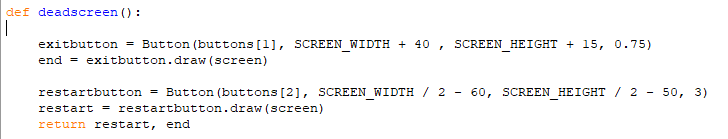 def deadscreen():
exitbutton = Button(buttons[1], SCREEN_WIDTH + 40 , SCREEN_HEIGHT + 15, 0.75)
end = exitbutton.draw(screen)
restartbutton = Button(buttons[2], SCREEN_WIDTH / 2 - 60, SCREEN_HEIGHT / 2 - 50, 3)
restart = restartbutton.draw(screen)
return restart, end